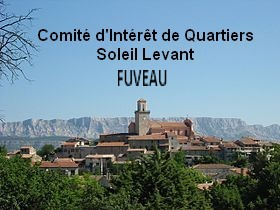 Comité d'Intérêt de Quartiers
Soleil Levant
FUVEAU